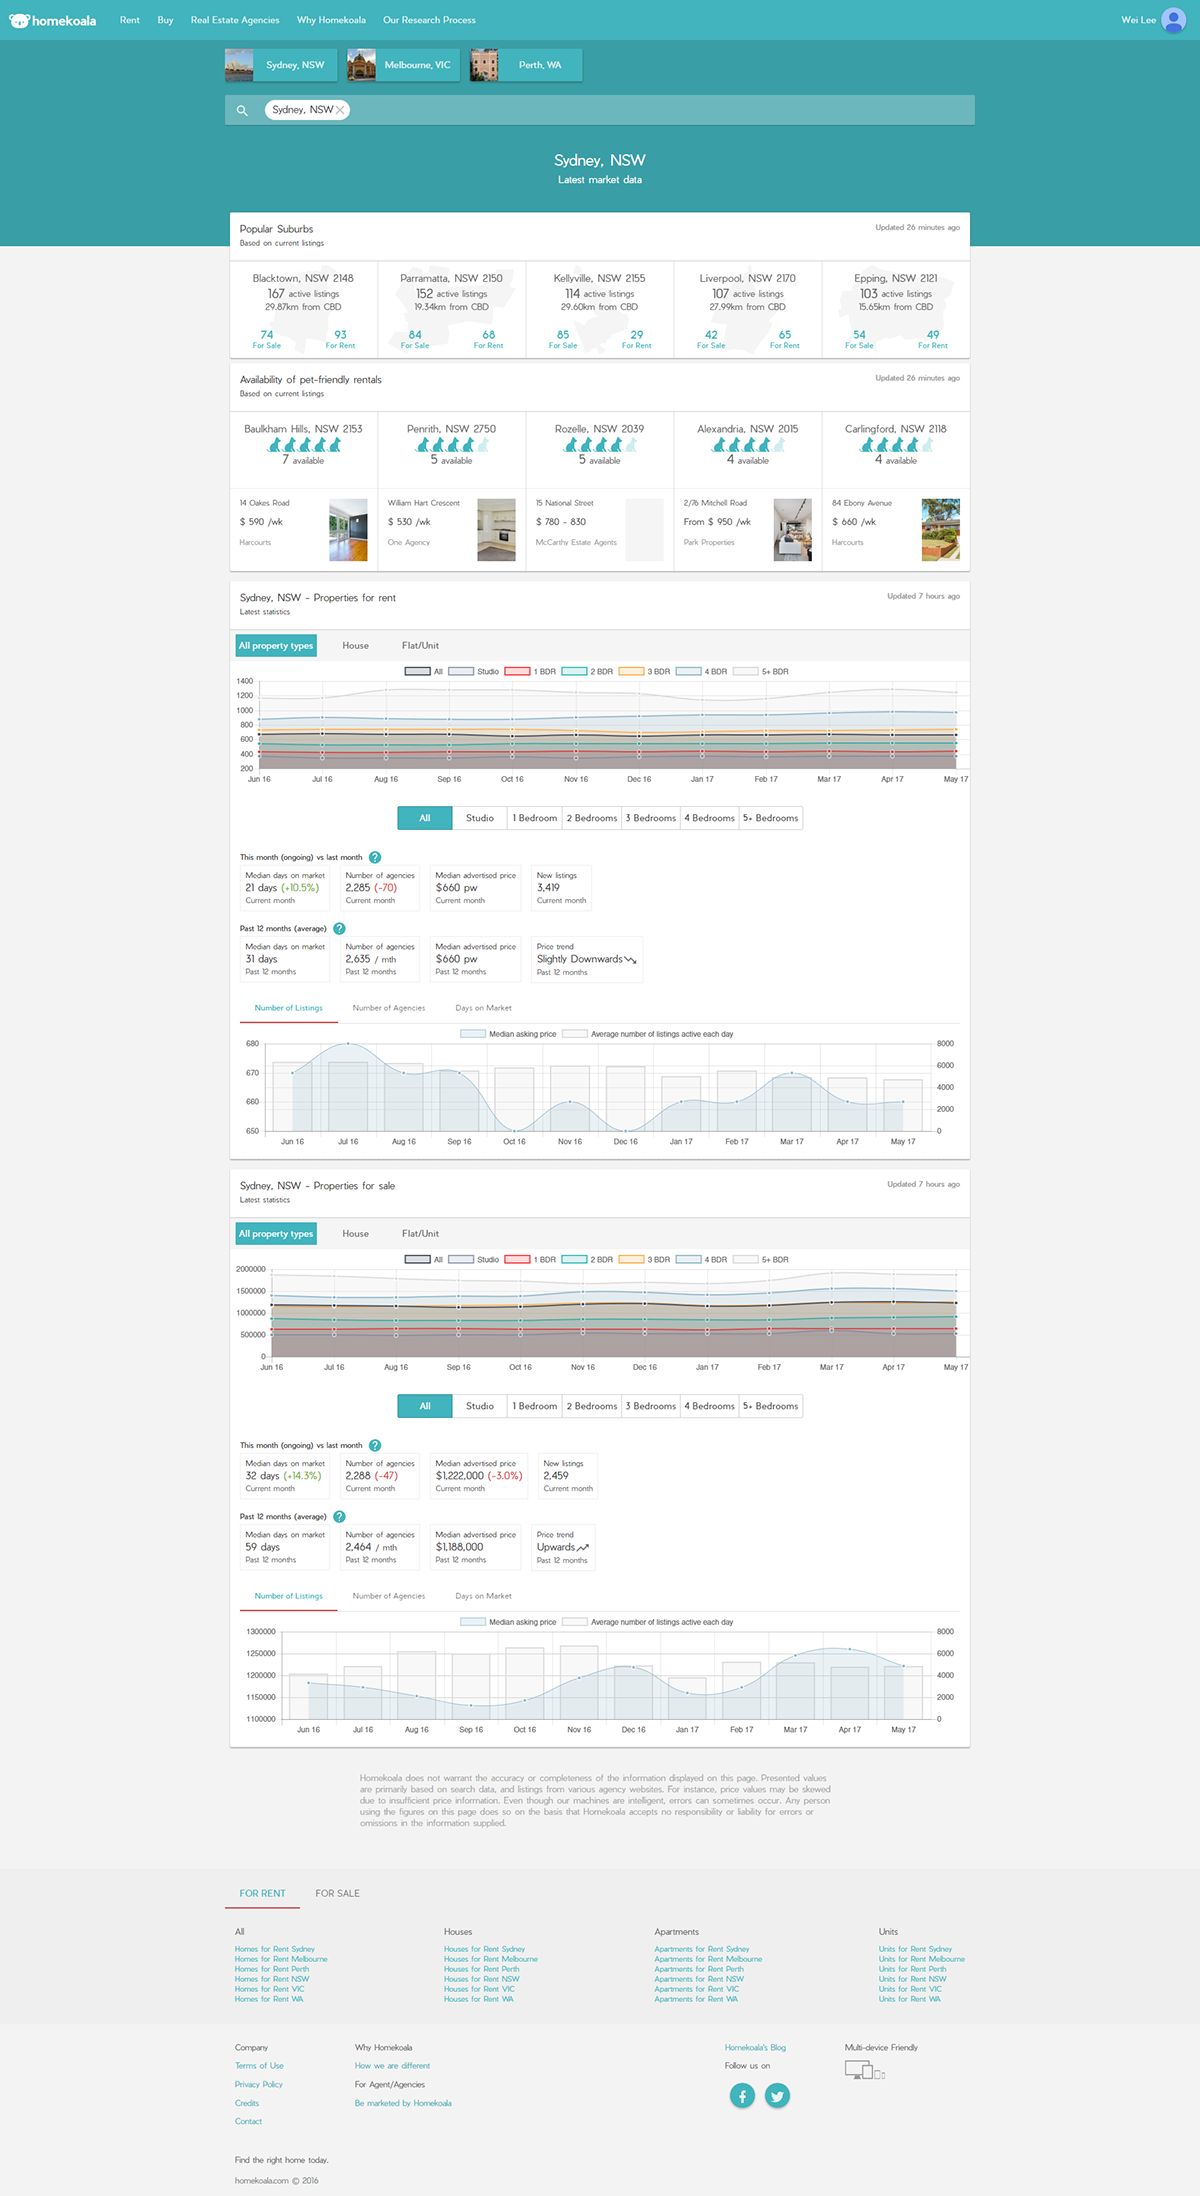 homekoala Rent Buy Real Estate Agencies Why Homekoala Our Research Process Wei Lee
Sydney, NSW Melbourne, VIC Perth, WA
Sydney, NSW
Sydney, NSW
Latest market data
Popular Suburbs Updated 26 minutes ago
Based on current listings
Blacktown, NSW 2148 Parramatta, NSW 2150 Kellyville, NSW 2155 Liverpool, NSW 2170 Epping, NSW 2121
167 active listings 152 active listings 114 active listings 107 active listings 103 active listings
29.87km from CBD 19.34km from CBD 29.60km from CBD 27.99km from CBD 15.65km from CBD
74 93 84 68 85 29 42 65 54 49
For Sale For Rent For Sale For Rent For Sale For Rent For Sale For Rent For Sale For Rent
Availability of pet-friendly rentals Updated 26 minutes ago
Based on current listings
Baulkham Hills, NSW 2153 Penrith, NSW 2750 Rozelle, NSW 2039 Alexandria, NSW 2015 Carlingford, NSW 2118
7 available 5 available 5 available 4 available 4 available
14 Oakes Road William Hart Crescent 15 National Street 2/76 Mitchell Road 84 Ebony Avenue
$ 590 /wk $ 530 /wk $ 780 - 830 From $ 950 /wk $ 660 /wk
Harcourts One Agency McCarthy Estate Agents Park Properties Harcourts
Sydney, NSW - Properties for rent Updated 7 hours ago
Latest statistics
All property types House Flat/Unit
All Studio 1 BDR 2 BDR 3 BDR 4 BDR 5+ BDR
1400
1200
1000
800
600
400
200
Jun 16 Jul 16 Aug 16 Sep 16 Oct 16 Nov 16 Dec 16 Jan 17 Feb 17 Mar 17 Apr 17 May 17
All Studio 1 Bedroom 2 Bedrooms 3 Bedrooms 4 Bedrooms 5+ Bedrooms
This month (ongoing) vs last month ?
Median days on market Number of agencies Median advertised price New listings
21 days (+10.5%) 2,285 (-70) $660 pw 3,419
Current month Current month Current month Current month
Past 12 months (average) ?
Median days on market Number of agencies Median advertised price Price trend
31 days 2,635 / mth $660 pw Slightly Downwards
Past 12 months Past 12 months Past 12 months Past 12 months
Number of Listings Number of Agencies Days on Market
Median asking price Average number of listings active each day
680 8000
670 6000
4000
660
2000
650 0
Jun 16 Jul 16 Aug 16 Sep 16 Oct 16 Nov 16 Dec 16 Jan 17 Feb 17 Mar 17 Apr 17 May 17
Sydney, NSW - Properties for sale Updated 7 hours ago
Latest statistics
All property types House Flat/Unit
All Studio 1 BDR 2 BDR 3 BDR 4 BDR 5+ BDR
2000000
1500000
1000000
500000
0
Jun 16 Jul 16 Aug 16 Sep 16 Oct 16 Nov 16 Dec 16 Jan 17 Feb 17 Mar 17 Apr 17 May 17
All Studio 1 Bedroom 2 Bedrooms 3 Bedrooms 4 Bedrooms 5+ Bedrooms
This month (ongoing) vs last month ?
Median days on market Number of agencies Median advertised price New listings
32 days (+14.3%) 2,288 (-47) $1,222,000 (-3.0%) 2,459
Current month Current month Current month Current month
Past 12 months (average) ?
Median days on market Number of agencies Median advertised price Price trend
59 days 2,464 / mth $1,188,000 Upwards
Past 12 months Past 12 months Past 12 months Past 12 months
Number of Listings Number of Agencies Days on Market
Median asking price Average number of listings active each day
1300000 8000
1250000 6000
1200000 4000
1150000 2000
1100000 0
Jun 16 Jul 16 Aug 16 Sep 16 Oct 16 Nov 16 Dec 16 Jan 17 Feb 17 Mar 17 Apr 17 May 17
Homekoala does not warrant the accuracy or completeness of the information displayed on this page. Presented values
are primarily based on search data, and listings from various agency websites. For instance, price values may be skewed
due to insufficient price information. Even though our machines are intelligent, errors can sometimes occur. Any person
using the figures on this page does so on the basis that Homekoala accepts no responsibility or liability for errors or
omissions in the information supplied.
FOR RENT FOR SALE
All Houses Apartments Units
Homes for Rent Sydney Houses for Rent Sydney Apartments for Rent Sydney Units for Rent Sydney
Homes for Rent Melbourne Houses for Rent Melbourne Apartments for Rent Melbourne Units for Rent Melbourne
Homes for Rent Perth Houses for Rent Perth Apartments for Rent Perth Units for Rent Perth
Homes for Rent NSW Houses for Rent NSW Apartments for Rent NSW Units for Rent NSW
Homes for Rent VIC Houses for Rent VIC Apartments for Rent VIC Units for Rent VIC
Homes for Rent WA Houses for Rent WA Apartments for Rent WA Units for Rent WA
Company Why Homekoala Homekoala's Blog Multi-device Friendly
Terms of Use How we are different Follow us on
Privacy Policy For Agent/Agencies
Credits Be marketed by Homekoala
Contact
Find the right home today.
homekoala.com © 2016